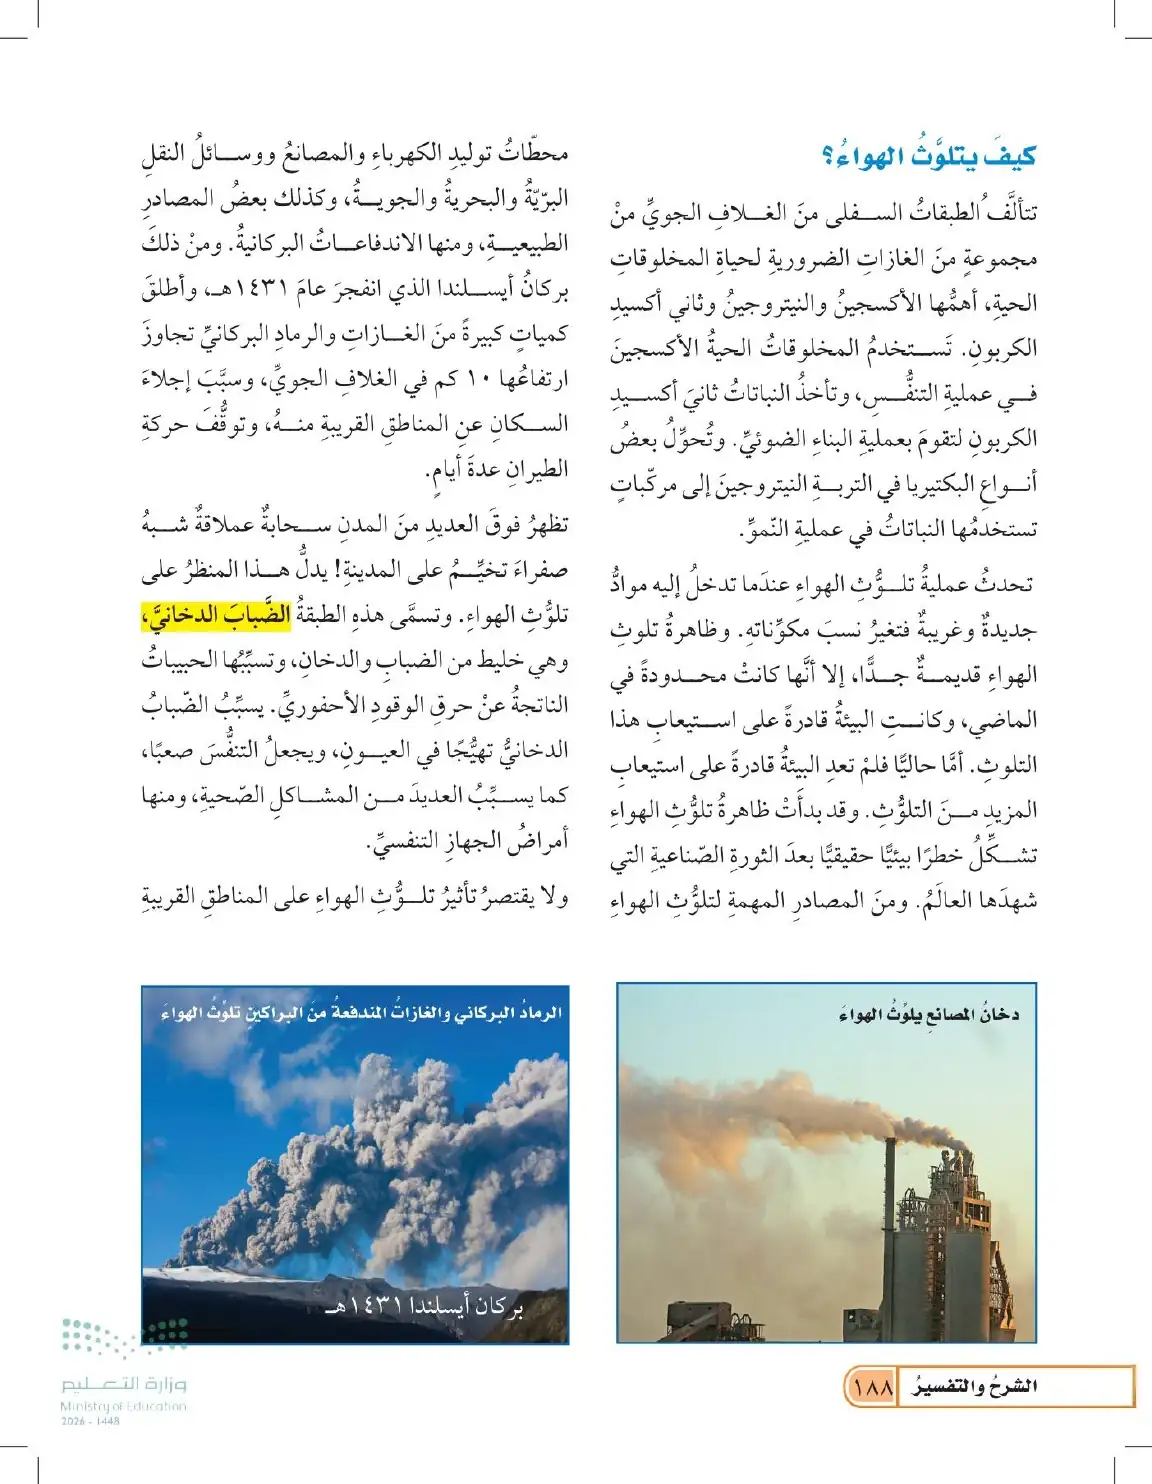 كيفَ يتلوَّثُ الهواءُ؟
تتألَّفُ الطبقاتُ السفلى منَ الغلافِ الجويِّ منْ
مجموعةٍ منَ الغازاتِ الضروريةِ لحياةِ المخلوقاتِ
الحيةِ، أهمُّها الأكسجينُ والنيتروجينُ وثاني أكسيدِ
الكربونِ. تَستخدمُ المخلوقاتُ الحيةُ الأكسجينَ
في عمليةِ التنفُّسِ، وتأخذُ النباتاتُ ثانيَ أكسيدِ
الكربونِ لتقومَ بعمليةِ البناءِ الضوئيِّ. وتُحوِّلُ بعضُ
أنواعِ البكتيريا في التربةِ النيتروجينَ إلى مركّباتٍ
تستخدمُها النباتاتُ في عمليةِ النّموِّ.
تحدثُ عمليةُ تلوُّثِ الهواءِ عندَما تدخلُ إليه موادُّ
جديدةٌ وغريبةٌ فتغيرُ نسبَ مكوِّناتهِ. وظاهرةُ تلوثِ
الهواءِ قديمةٌ جدًّا، إلا أنَّها كانتْ محدودةً في
الماضي، وكانتِ البيئةُ قادرةً على استيعابِ هذا
التلوثِ. أمَّا حاليًّا فلمْ تعدِ البيئةُ قادرةً على استيعابِ
المزيدِ منَ التلوُّثِ. وقد بدأَتْ ظاهرةُ تلوُّثِ الهواءِ
تشكِّلُ خطرًا بيئيًّا حقيقيًّا بعدَ الثورةِ الصّناعيةِ التي
شهدَها العالَمُ. ومنَ المصادرِ المهمةِ لتلوُّثِ الهواءِ
محطّاتُ توليدِ الكهرباءِ والمصانعُ ووسائلُ النقلِ
البرّيّةُ والبحريةُ والجويةُ، وكذلك بعضُ المصادرِ
الطبيعيةِ، ومنها الاندفاعاتُ البركانيةُ. ومنْ ذلكَ
بركانُ أيسلندا الذي انفجرَ عامَ ١٤٣١هـ، وأطلقَ
كمياتٍ كبيرةً منَ الغازاتِ والرمادِ البركانيِّ تجاوزَ
ارتفاعُها ١٠ كم في الغلافِ الجويِّ، وسبَّبَ إجلاءَ
السكانِ عنِ المناطقِ القريبةِ منهُ، وتوقُّفَ حركةِ
الطيرانِ عدةَ أيامٍ.
تظهرُ فوقَ العديدِ منَ المدنِ سحابةٌ عملاقةٌ شبهُ
صفراءَ تخيِّمُ على المدينةِ! يدلُّ هذا المنظرُ على
تلوُّثِ الهواءِ. وتسمَّى هذهِ الطبقةُ الضَّبابَ الدخانيَّ،
وهي خليط من الضبابِ والدخانِ، وتسبِّبُها الحبيباتُ
الناتجةُ عنْ حرقِ الوقودِ الأحفوريِّ. يسبِّبُ الضّبابُ
الدخانيُّ تهيُّجًا في العيونِ، ويجعلُ التنفُّسَ صعبًا،
كما يسبِّبُ العديدَ من المشاكلِ الصّحيةِ، ومنها
أمراضُ الجهازِ التنفسيِّ.
ولا يقتصرُ تأثيرُ تلوُّثِ الهواءِ على المناطقِ القريبةِ
دخانُ المصانعِ يلوِّثُ الهواءَ
الرمادُ البركاني والغازاتُ المندفعةُ منَ البراكينِ تلوِّثُ الهواءَ
بركان أيسلندا ١٤٣١هـ
الشرحُ والتفسيرُ ١٨٨
وزارة التعليم
Ministry of Education
2026 - 1448